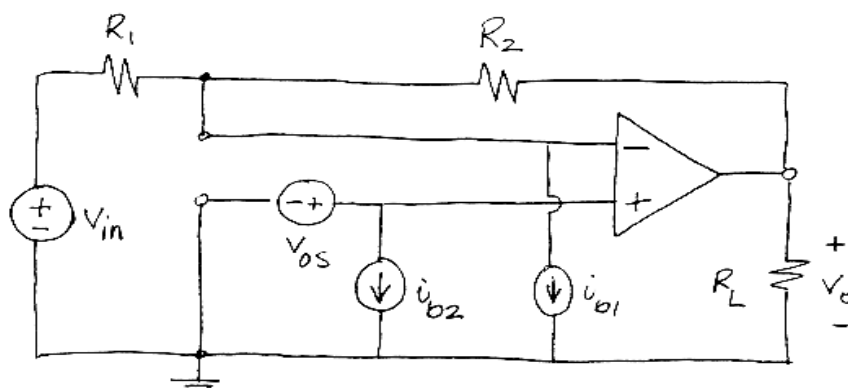 R1
R2
+
-
Vin
- +
Vos
ib2
ib1
-
+
RL
+
Vo
-